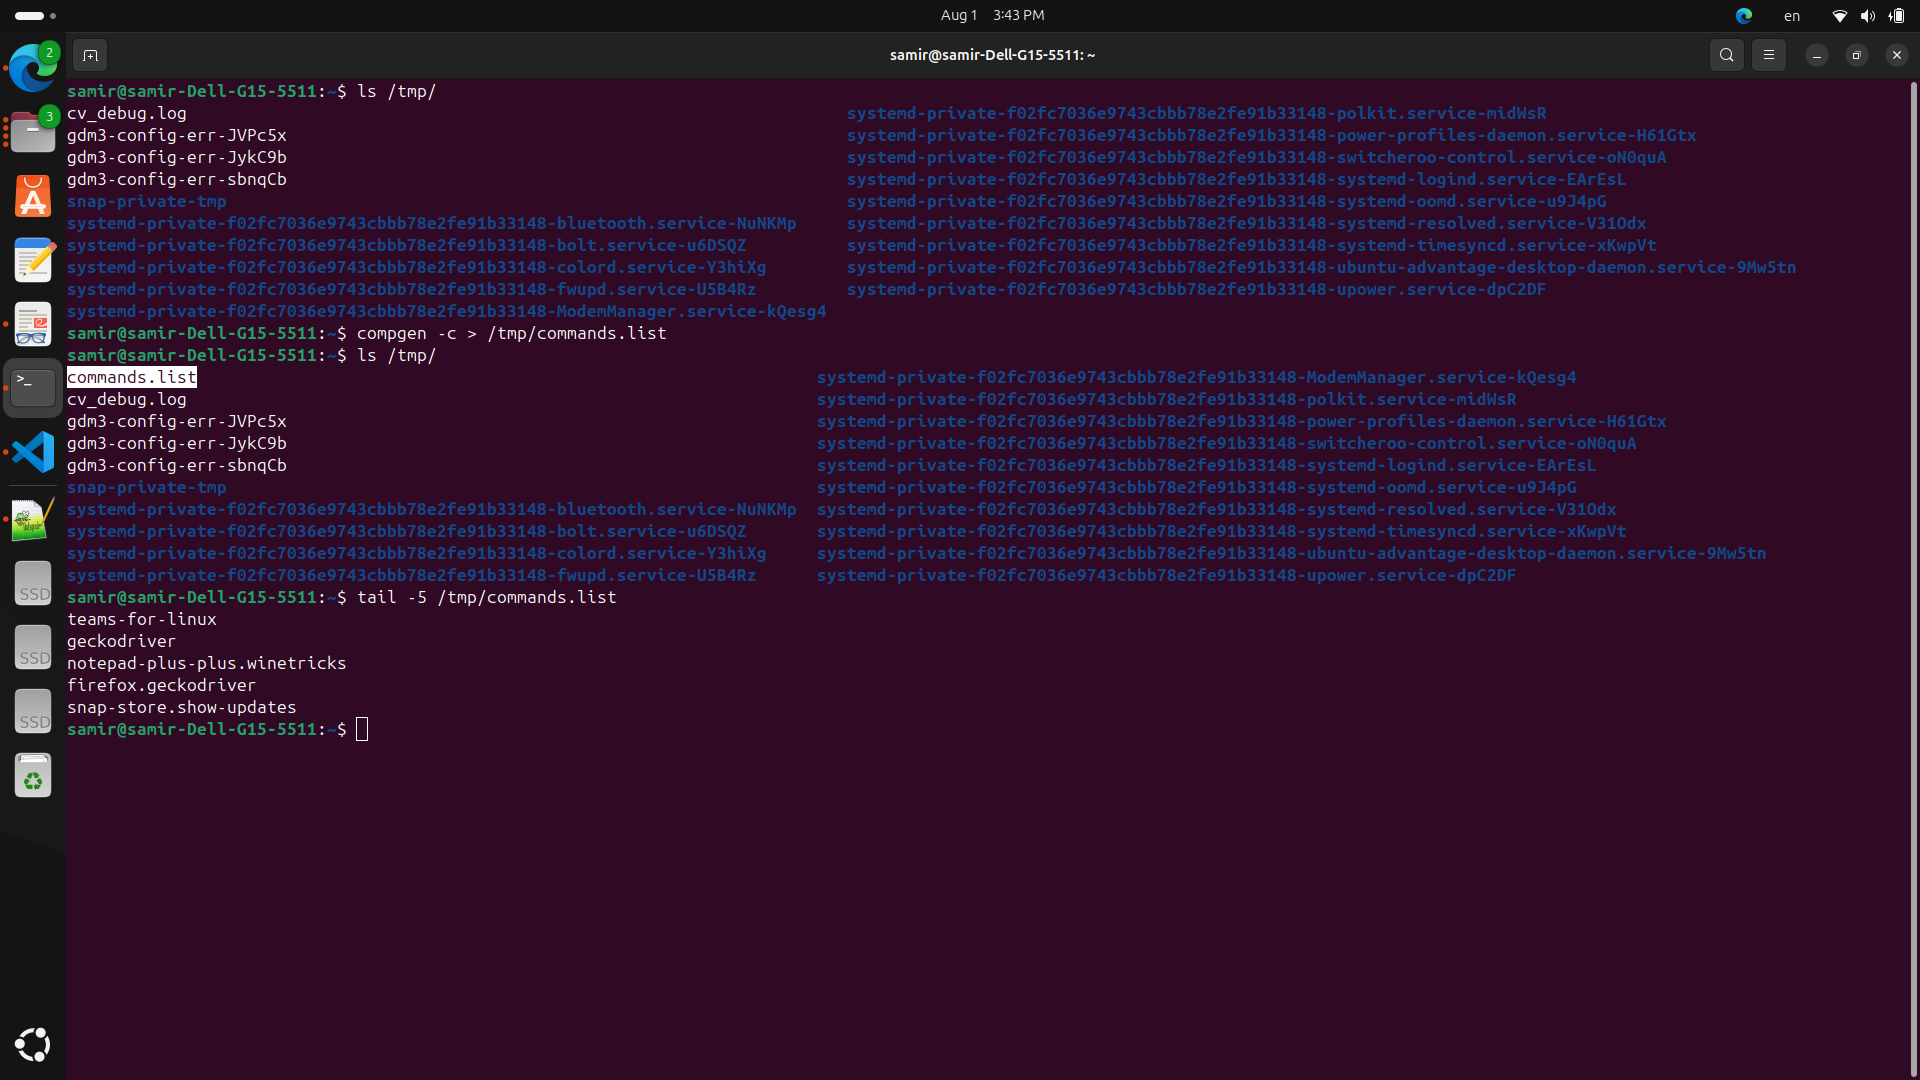 Aug 1 3:43 PM
en
samir@samir-Dell-G15-5511: ~
2
3
samir@samir-Dell-G15-5511:~$ ls /tmp/
cv_debug.log systemd-private-f02fc7036e9743cbbb78e2fe91b33148-polkit.service-midWsR
gdm3-config-err-JVPc5x systemd-private-f02fc7036e9743cbbb78e2fe91b33148-power-profiles-daemon.service-H61Gtx
gdm3-config-err-JykC9b systemd-private-f02fc7036e9743cbbb78e2fe91b33148-switcheroo-control.service-oN0quA
gdm3-config-err-sbnqCb systemd-private-f02fc7036e9743cbbb78e2fe91b33148-systemd-logind.service-EArEsL
snap-private-tmp systemd-private-f02fc7036e9743cbbb78e2fe91b33148-systemd-oomd.service-u9J4pG
systemd-private-f02fc7036e9743cbbb78e2fe91b33148-bluetooth.service-NuNKMp systemd-private-f02fc7036e9743cbbb78e2fe91b33148-systemd-resolved.service-V31Odx
systemd-private-f02fc7036e9743cbbb78e2fe91b33148-bolt.service-u6DSQZ systemd-private-f02fc7036e9743cbbb78e2fe91b33148-systemd-timesyncd.service-xKwpVt
systemd-private-f02fc7036e9743cbbb78e2fe91b33148-colord.service-Y3hiXg systemd-private-f02fc7036e9743cbbb78e2fe91b33148-ubuntu-advantage-desktop-daemon.service-9Mw5tn
systemd-private-f02fc7036e9743cbbb78e2fe91b33148-fwupd.service-U5B4Rz systemd-private-f02fc7036e9743cbbb78e2fe91b33148-upower.service-dpC2DF
systemd-private-f02fc7036e9743cbbb78e2fe91b33148-ModemManager.service-kQesg4
samir@samir-Dell-G15-5511:~$ compgen -c > /tmp/commands.list
samir@samir-Dell-G15-5511:~$ ls /tmp/
commands.list systemd-private-f02fc7036e9743cbbb78e2fe91b33148-ModemManager.service-kQesg4
cv_debug.log systemd-private-f02fc7036e9743cbbb78e2fe91b33148-polkit.service-midWsR
gdm3-config-err-JVPc5x systemd-private-f02fc7036e9743cbbb78e2fe91b33148-power-profiles-daemon.service-H61Gtx
gdm3-config-err-JykC9b systemd-private-f02fc7036e9743cbbb78e2fe91b33148-switcheroo-control.service-oN0quA
gdm3-config-err-sbnqCb systemd-private-f02fc7036e9743cbbb78e2fe91b33148-systemd-logind.service-EArEsL
snap-private-tmp systemd-private-f02fc7036e9743cbbb78e2fe91b33148-systemd-oomd.service-u9J4pG
systemd-private-f02fc7036e9743cbbb78e2fe91b33148-bluetooth.service-NuNKMp systemd-private-f02fc7036e9743cbbb78e2fe91b33148-systemd-resolved.service-V31Odx
systemd-private-f02fc7036e9743cbbb78e2fe91b33148-bolt.service-u6DSQZ systemd-private-f02fc7036e9743cbbb78e2fe91b33148-systemd-timesyncd.service-xKwpVt
systemd-private-f02fc7036e9743cbbb78e2fe91b33148-colord.service-Y3hiXg systemd-private-f02fc7036e9743cbbb78e2fe91b33148-ubuntu-advantage-desktop-daemon.service-9Mw5tn
systemd-private-f02fc7036e9743cbbb78e2fe91b33148-fwupd.service-U5B4Rz systemd-private-f02fc7036e9743cbbb78e2fe91b33148-upower.service-dpC2DF
samir@samir-Dell-G15-5511:~$ tail -5 /tmp/commands.list
teams-for-linux
geckodriver
notepad-plus-plus.winetricks
firefox.geckodriver
snap-store.show-updates
samir@samir-Dell-G15-5511:~$
SSD
SSD
SSD